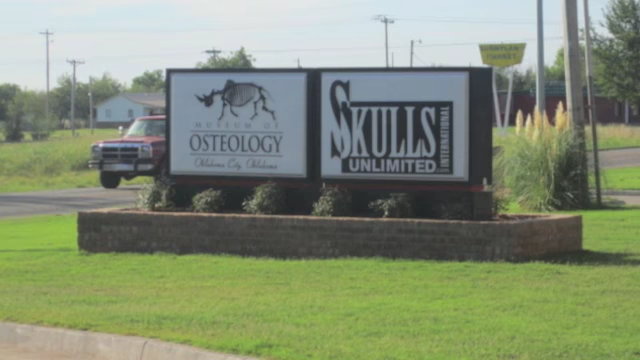 MUSEUM OF
OSTEOLOGY
Oklahoma City, Oklahoma
SKULLS
UNLIMITED
INTERNATIONAL